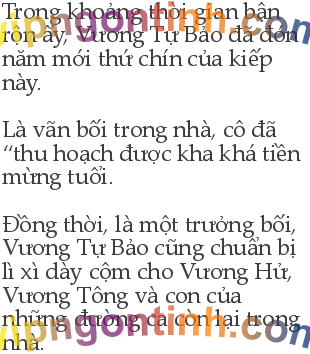 Trong khoảng thời gian bận
rộn ấy, Vương Tự Bảo đã đón
năm mới thứ chín của kiếp
này.
Là vãn bối trong nhà, cô đã
“thu hoạch được kha khá tiền
mừng tuổi.
Đồng thời, là một trưởng bối,
Vương Tự Bảo cũng chuẩn bị
lì xì dày cộm cho Vương Hử,
Vương Tông và con của
những đường ca còn lại trong
nhà.